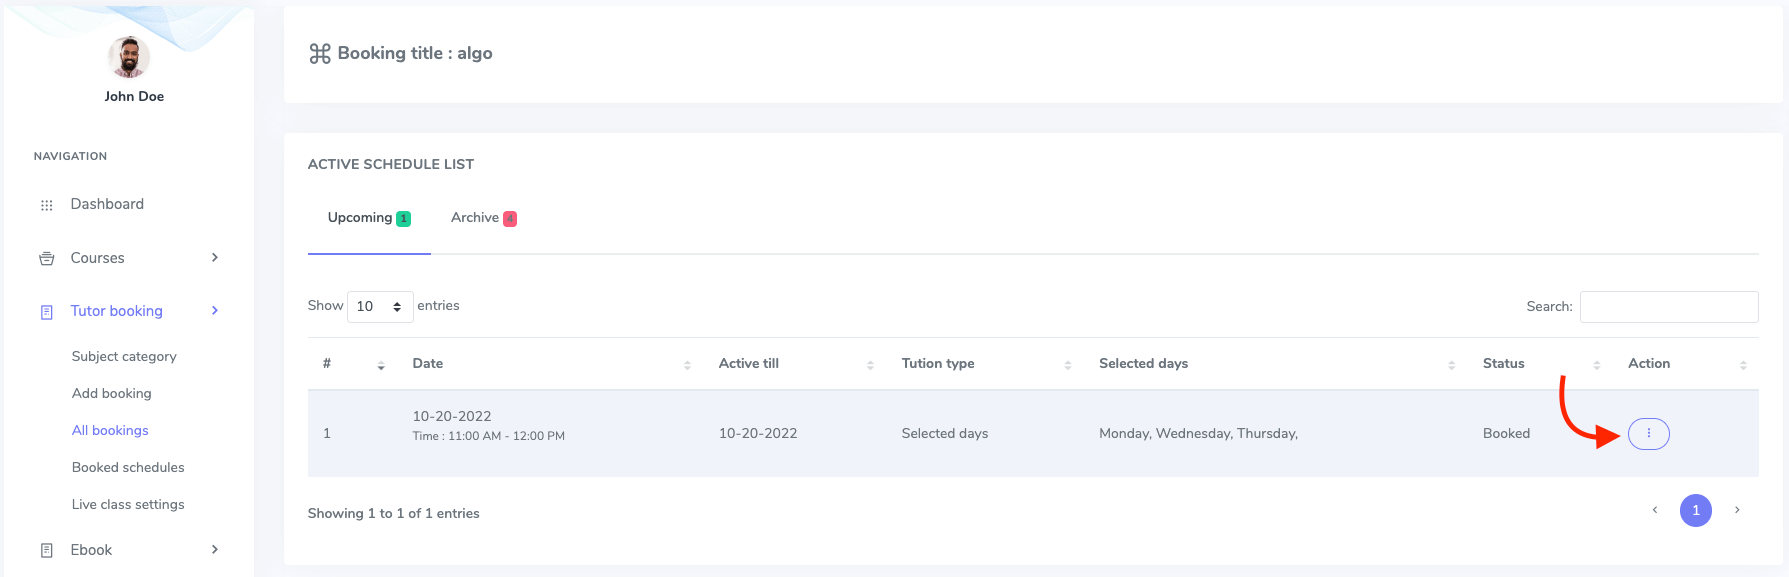 John Doe
NAVIGATION
Dashboard
Courses
Tutor booking
Subject category
Add booking
All bookings
Booked schedules
Live class settings
Ebook
Booking title : algo
ACTIVE SCHEDULE LIST
Upcoming 1 Archive 4
Show 10 entries Search:
# Date Active till Tution type Selected days Status Action
1 10-20-2022 Time : 11:00 AM - 12:00 PM 10-20-2022 Selected days Monday, Wednesday, Thursday, Booked
Showing 1 to 1 of 1 entries 1